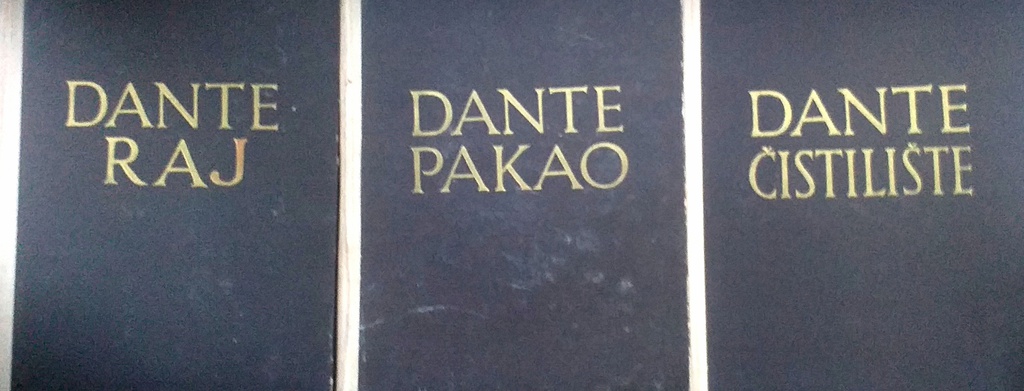 DANTE
RAJ
DANTE
PAKAO
DANTE
ČISTILIŠTE